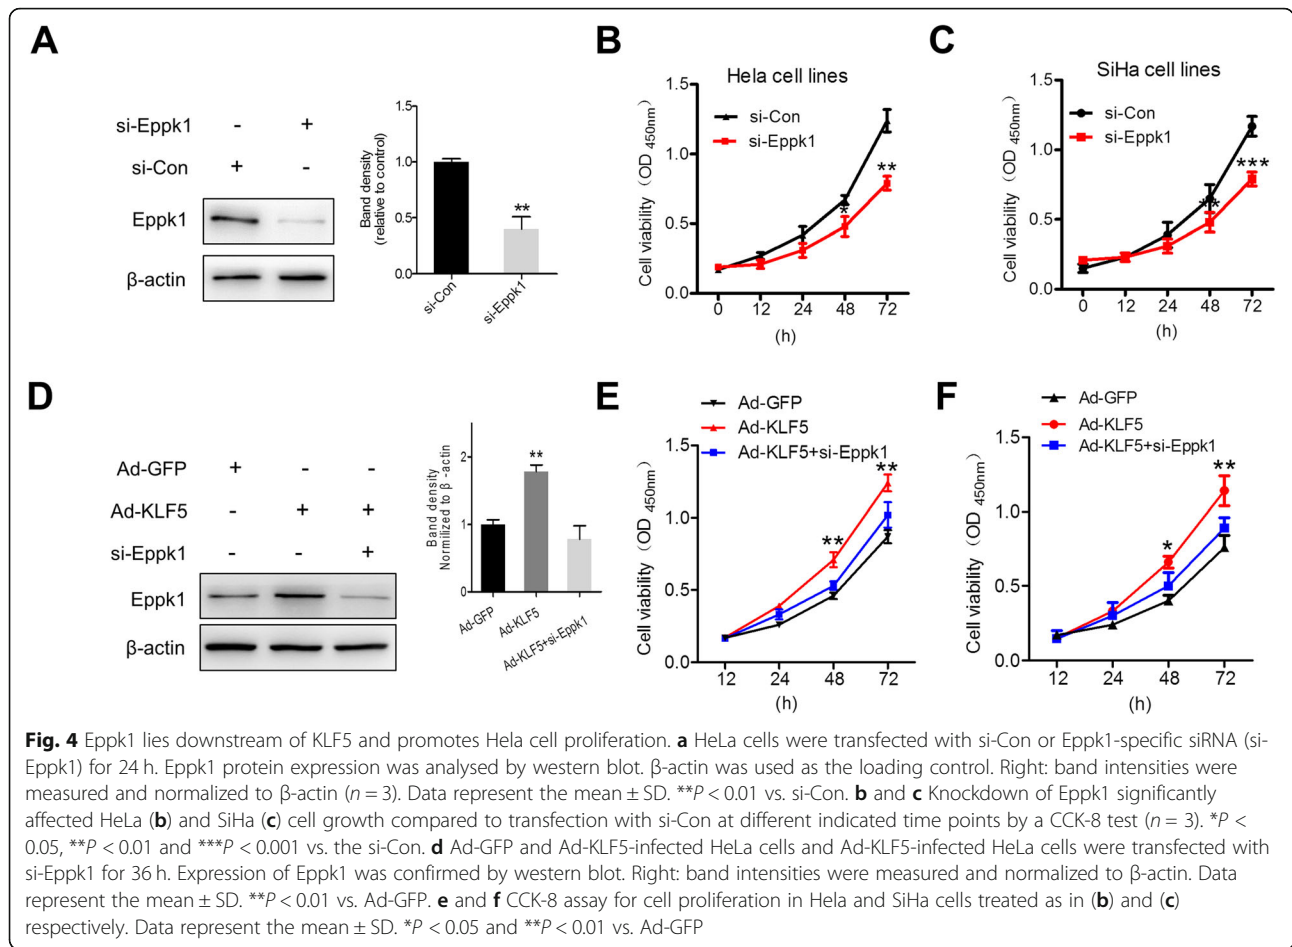 A
si-Eppk1 - +
si-Con + -
Eppk1
β-actin
Band density
(relative to control)
1.5
1.0
0.5
0.0
**
si-Con
si-Eppk1
B
Hela cell lines
Cell viability (OD 450nm)
1.5
1.0
0.5
0.0
si-Con
si-Eppk1
*
**
0 12 24 48 72
(h)
C
SiHa cell lines
Cell viability (OD 450nm)
1.5
1.0
0.5
0.0
si-Con
si-Eppk1
**
***
0 12 24 48 72
(h)
D
Ad-GFP + - -
Ad-KLF5 - + +
si-Eppk1 - - +
Eppk1
β-actin
Band density
Normlized to β -actin
2
1
0
**
Ad-GFP
Ad-KLF5
Ad-KLF5+si-Eppk1
E
Ad-GFP
Ad-KLF5
Ad-KLF5+si-Eppk1
Cell viability (OD 450nm)
1.5
1.0
0.5
0.0
**
**
12 24 48 72
(h)
F
Ad-GFP
Ad-KLF5
Ad-KLF5+si-Eppk1
Cell viability (OD 450nm)
1.5
1.0
0.5
0.0
*
**
12 24 48 72
(h)
Fig. 4 Eppk1 lies downstream of KLF5 and promotes Hela cell proliferation. a HeLa cells were transfected with si-Con or Eppk1-specific siRNA (si-
Eppk1) for 24 h. Eppk1 protein expression was analysed by western blot. β-actin was used as the loading control. Right: band intensities were
measured and normalized to β-actin (n = 3). Data represent the mean ± SD. **P < 0.01 vs. si-Con. b and c Knockdown of Eppk1 significantly
affected HeLa (b) and SiHa (c) cell growth compared to transfection with si-Con at different indicated time points by a CCK-8 test (n = 3). *P <
0.05, **P < 0.01 and ***P < 0.001 vs. the si-Con. d Ad-GFP and Ad-KLF5-infected HeLa cells and Ad-KLF5-infected HeLa cells were transfected with
si-Eppk1 for 36 h. Expression of Eppk1 was confirmed by western blot. Right: band intensities were measured and normalized to β-actin. Data
represent the mean ± SD. **P < 0.01 vs. Ad-GFP. e and f CCK-8 assay for cell proliferation in Hela and SiHa cells treated as in (b) and (c)
respectively. Data represent the mean ± SD. *P < 0.05 and **P < 0.01 vs. Ad-GFP